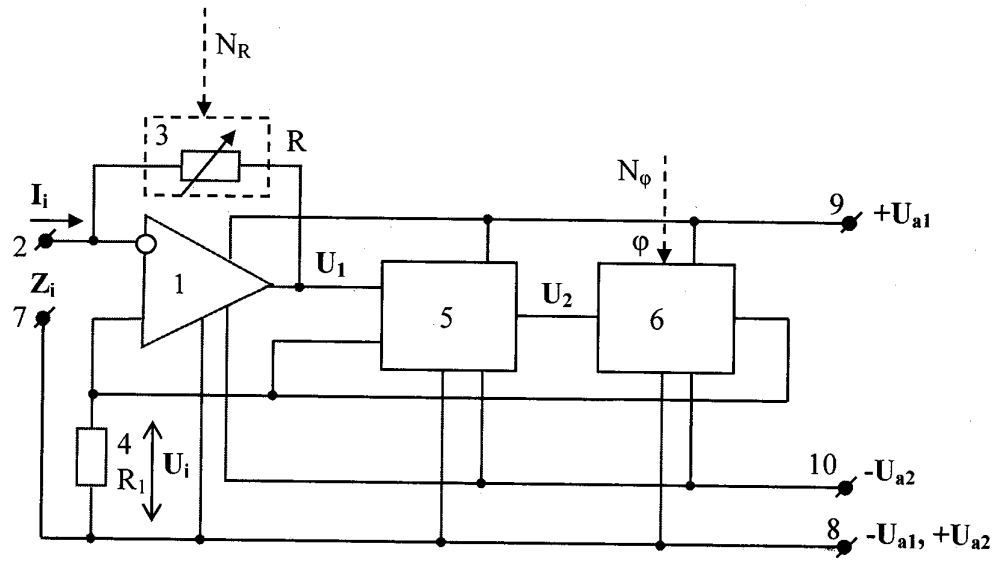 N_R
3
R
I_i
2
N_φ
φ
9 +U_a1
Z_i
7
1
U_1
5
U_2
6
4
R_1
U_i
10 -U_a2
8 -U_a1, +U_a2